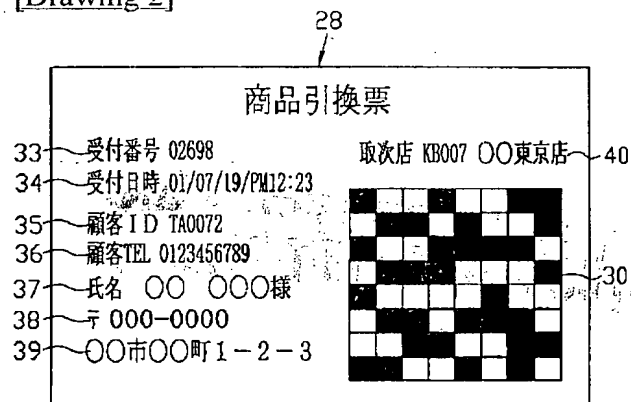 [Drawing 2]
28
商品引換票
33 受付番号 02698
取次店 KB007 〇〇東京店 40
34 受付日時 01/07/19/PM12:23
35 顧客ID TA0072
36 顧客TEL 0123456789
30
37 氏名 〇〇 〇〇〇様
38 〒000-0000
39 〇〇市〇〇町1-2-3